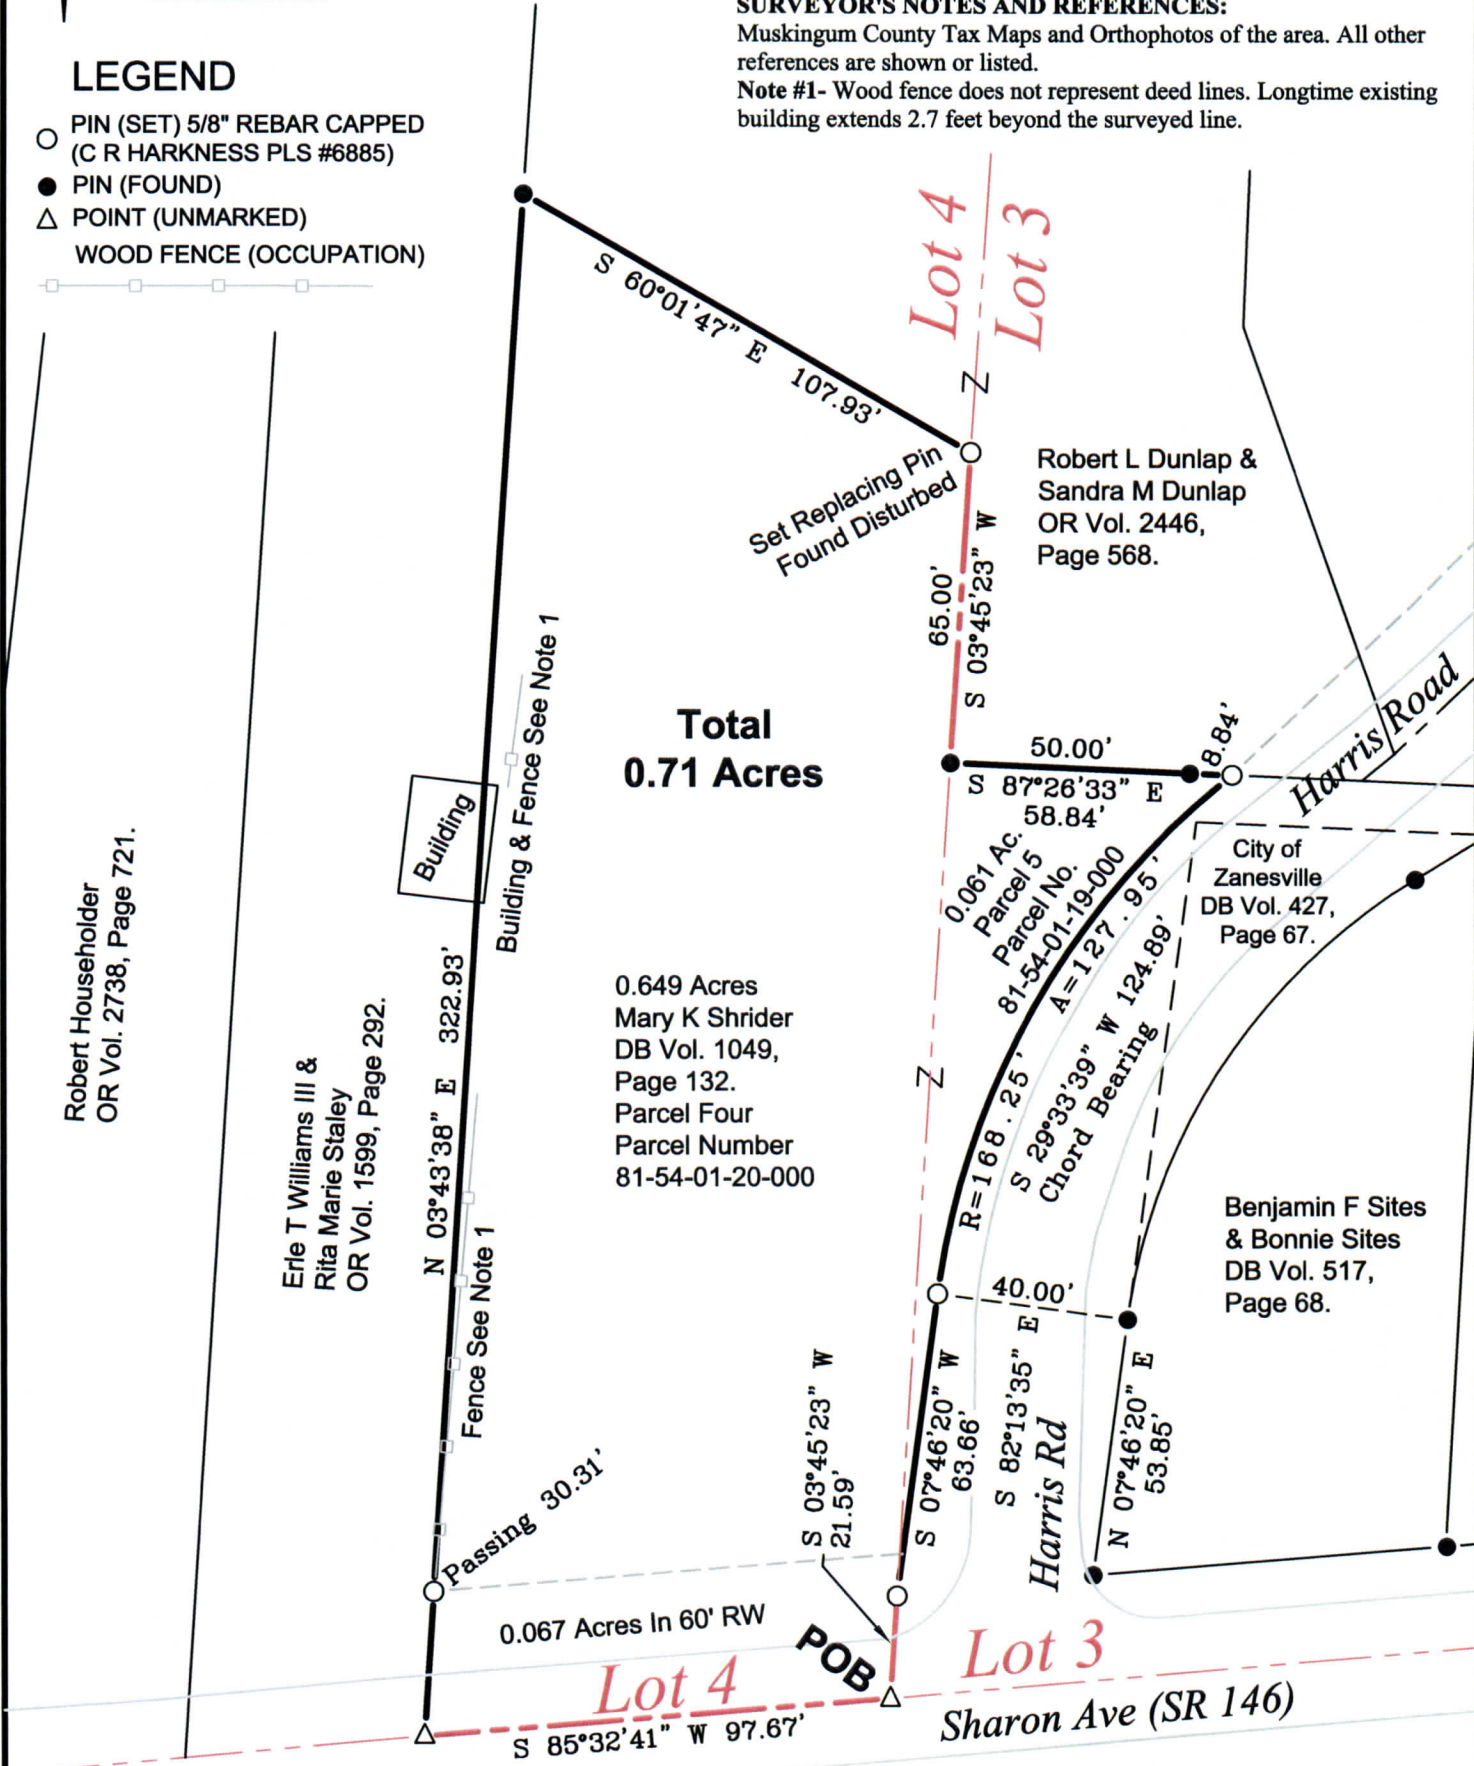 SURVEYOR'S NOTES AND REFERENCES:
Muskingum County Tax Maps and Orthophotos of the area. All other
references are shown or listed.
Note #1- Wood fence does not represent deed lines. Longtime existing
building extends 2.7 feet beyond the surveyed line.
LEGEND
PIN (SET) 5/8" REBAR CAPPED
(C R HARKNESS PLS #6885)
PIN (FOUND)
POINT (UNMARKED)
WOOD FENCE (OCCUPATION)
Lot 4
Lot 3
S 60°01'47" E 107.93'
Z
Set Replacing Pin
Found Disturbed
Robert L Dunlap &
Sandra M Dunlap
OR Vol. 2446,
Page 568.
65.00'
S 03°45'23" W
Building & Fence See Note 1
Total
0.71 Acres
50.00'
8.84'
S 87°26'33" E
58.84'
Harris Road
Building
0.061 Ac.
Parcel 5
Parcel No.
81-54-01-19-000
A=127.95'
R=168.25'
S 29°33'39" W 124.89'
Chord Bearing
City of
Zanesville
DB Vol. 427,
Page 67.
Robert Householder
OR Vol. 2738, Page 721.
Erle T Williams III &
Rita Marie Staley
OR Vol. 1599, Page 292.
N 03°43'38" E 322.93'
0.649 Acres
Mary K Shrider
DB Vol. 1049,
Page 132.
Parcel Four
Parcel Number
81-54-01-20-000
Z
Benjamin F Sites
& Bonnie Sites
DB Vol. 517,
Page 68.
40.00'
S 82°13'35" E
Fence See Note 1
Passing 30.31'
S 03°45'23" W
21.59'
S 07°46'20" W
63.66'
Harris Rd
N 07°46'20" E
53.85'
0.067 Acres In 60' RW
POB
Lot 4
Lot 3
S 85°32'41" W 97.67'
Sharon Ave (SR 146)